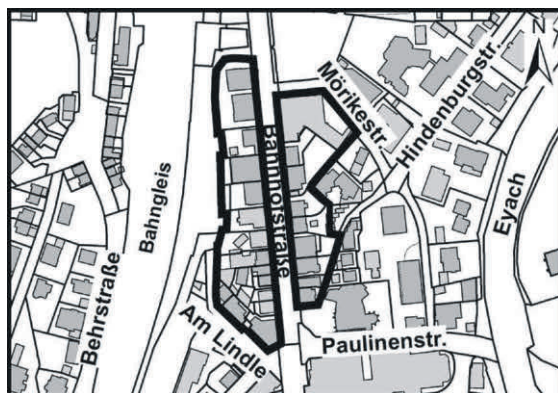 N
Mörikestr.
Hindenburgstr.
Bahnhofstraße
Bahngleis
Eyach
Behrstraße
Am Lindle
Paulinenstr.